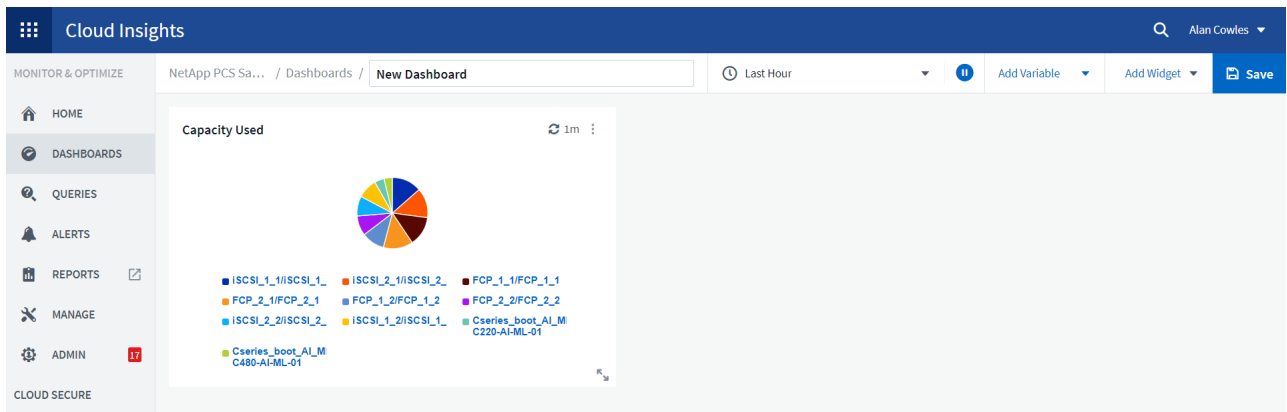 Cloud Insights
Alan Cowles
MONITOR & OPTIMIZE
NetApp PCS Sa... / Dashboards / New Dashboard
Last Hour
Add Variable
Add Widget
Save
HOME
DASHBOARDS
QUERIES
ALERTS
REPORTS
MANAGE
ADMIN 17
CLOUD SECURE
Capacity Used
1m
iSCSI_1_1/iSCSI_1_ iSCSI_2_1/iSCSI_2_ FCP_1_1/FCP_1_1
FCP_2_1/FCP_2_1 FCP_1_2/FCP_1_2 FCP_2_2/FCP_2_2
iSCSI_2_2/iSCSI_2_ iSCSI_1_2/iSCSI_1_ Cseries_boot_AI_M
C220-AI-ML-01
Cseries_boot_AI_M
C480-AI-ML-01